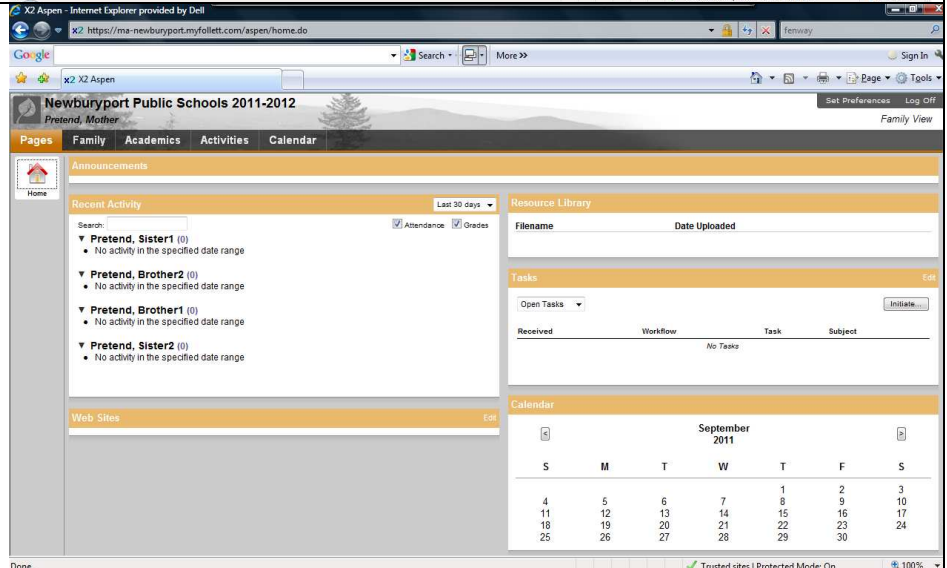 X2 Aspen - Internet Explorer provided by Dell
x2 https://ma-newburyport.myfollett.com/aspen/home.do
fenway
Google
Search
More >>
Sign In
x2 X2 Aspen
Page
Tools
Newburyport Public Schools 2011-2012
Set Preferences Log Off
Pretend, Mother
Family View
Pages Family Academics Activities Calendar
Home
Announcements
Recent Activity
Last 30 days
Search:
Attendance Grades
Pretend, Sister1 (0)
• No activity in the specified date range
Pretend, Brother2 (0)
• No activity in the specified date range
Pretend, Brother1 (0)
• No activity in the specified date range
Pretend, Sister2 (0)
• No activity in the specified date range
Web Sites
Edit
Resource Library
Filename Date Uploaded
Tasks
Edit
Open Tasks
Initiate...
Received Workflow Task Subject
No Tasks
Calendar
< September >
2011
S M T W T F S
1 2 3
4 5 6 7 8 9 10
11 12 13 14 15 16 17
18 19 20 21 22 23 24
25 26 27 28 29 30
Done
Trusted sites | Protected Mode: On
100%